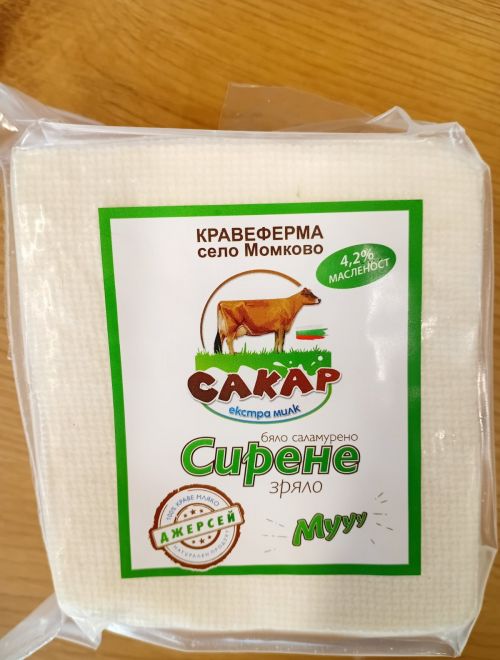 КРАВЕФЕРМА
село Момково
4,2%
МАСЛЕНОСТ
САКАР
екстра милк
бяло саламурено
Сирене
зряло
100% КРАВЕ МЛЯКО
ДЖЕРСЕЙ
НАТУРАЛЕН ПРОДУКТ
Мууу